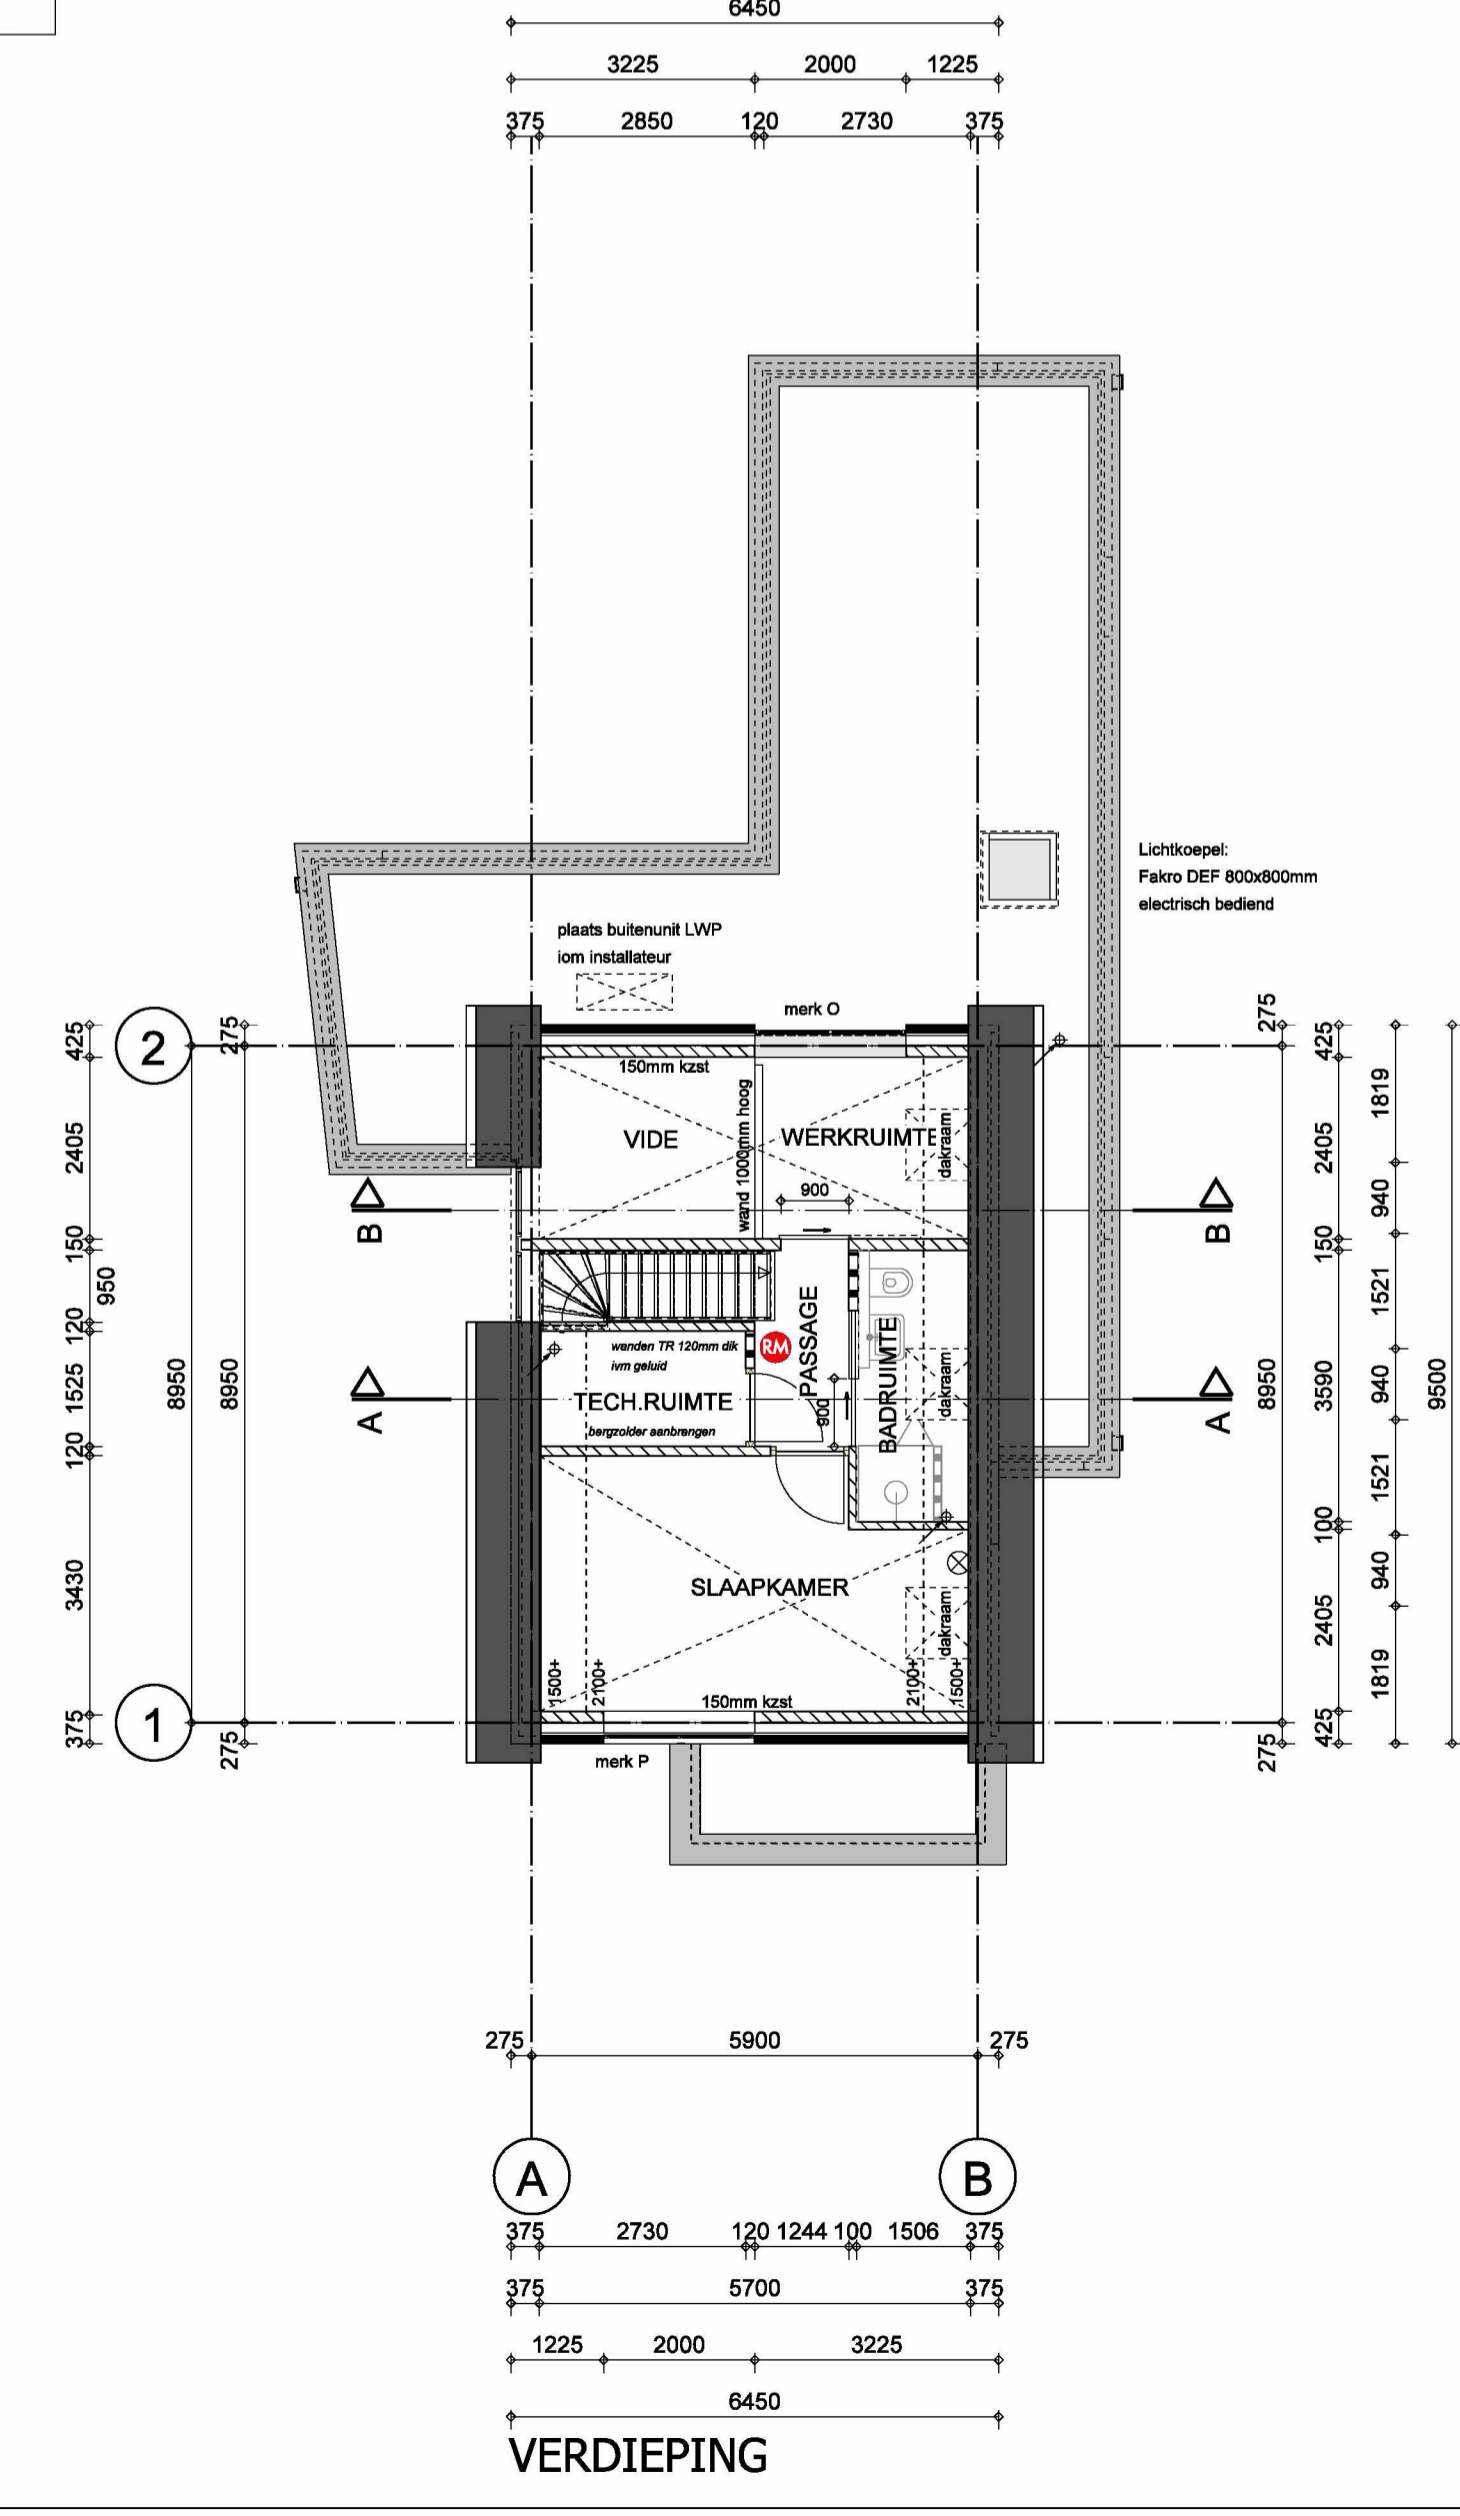 6450
3225 2000 1225
375 2850 120 2730 375
Lichtkoepel:
Fakro DEF 800x800mm
electrisch bediend
plaats buitenunit LWP
iom installateur
merk O
2
425
2405
150
950
120
1525
120
3430
375
8950
275
8950
275
150mm kzst
VIDE
wand 1000mm hoog
WERKRUIMTE
dakraam
900
B
B
PASSAGE
RM
wanden TR 120mm dik
ivm geluid
TECH.RUIMTE
bergzolder aanbrengen
900
BADRUIMTE
dakraam
A
A
SLAAPKAMER
dakraam
1500+
2100+
2100+
1500+
150mm kzst
merk P
1
275
8950
275
425
2405
150
3590
100
2405
425
1819
940
1521
940
1521
940
1819
9500
275 5900 275
A B
375 2730 120 1244 100 1506 375
375 5700 375
1225 2000 3225
6450
VERDIEPING